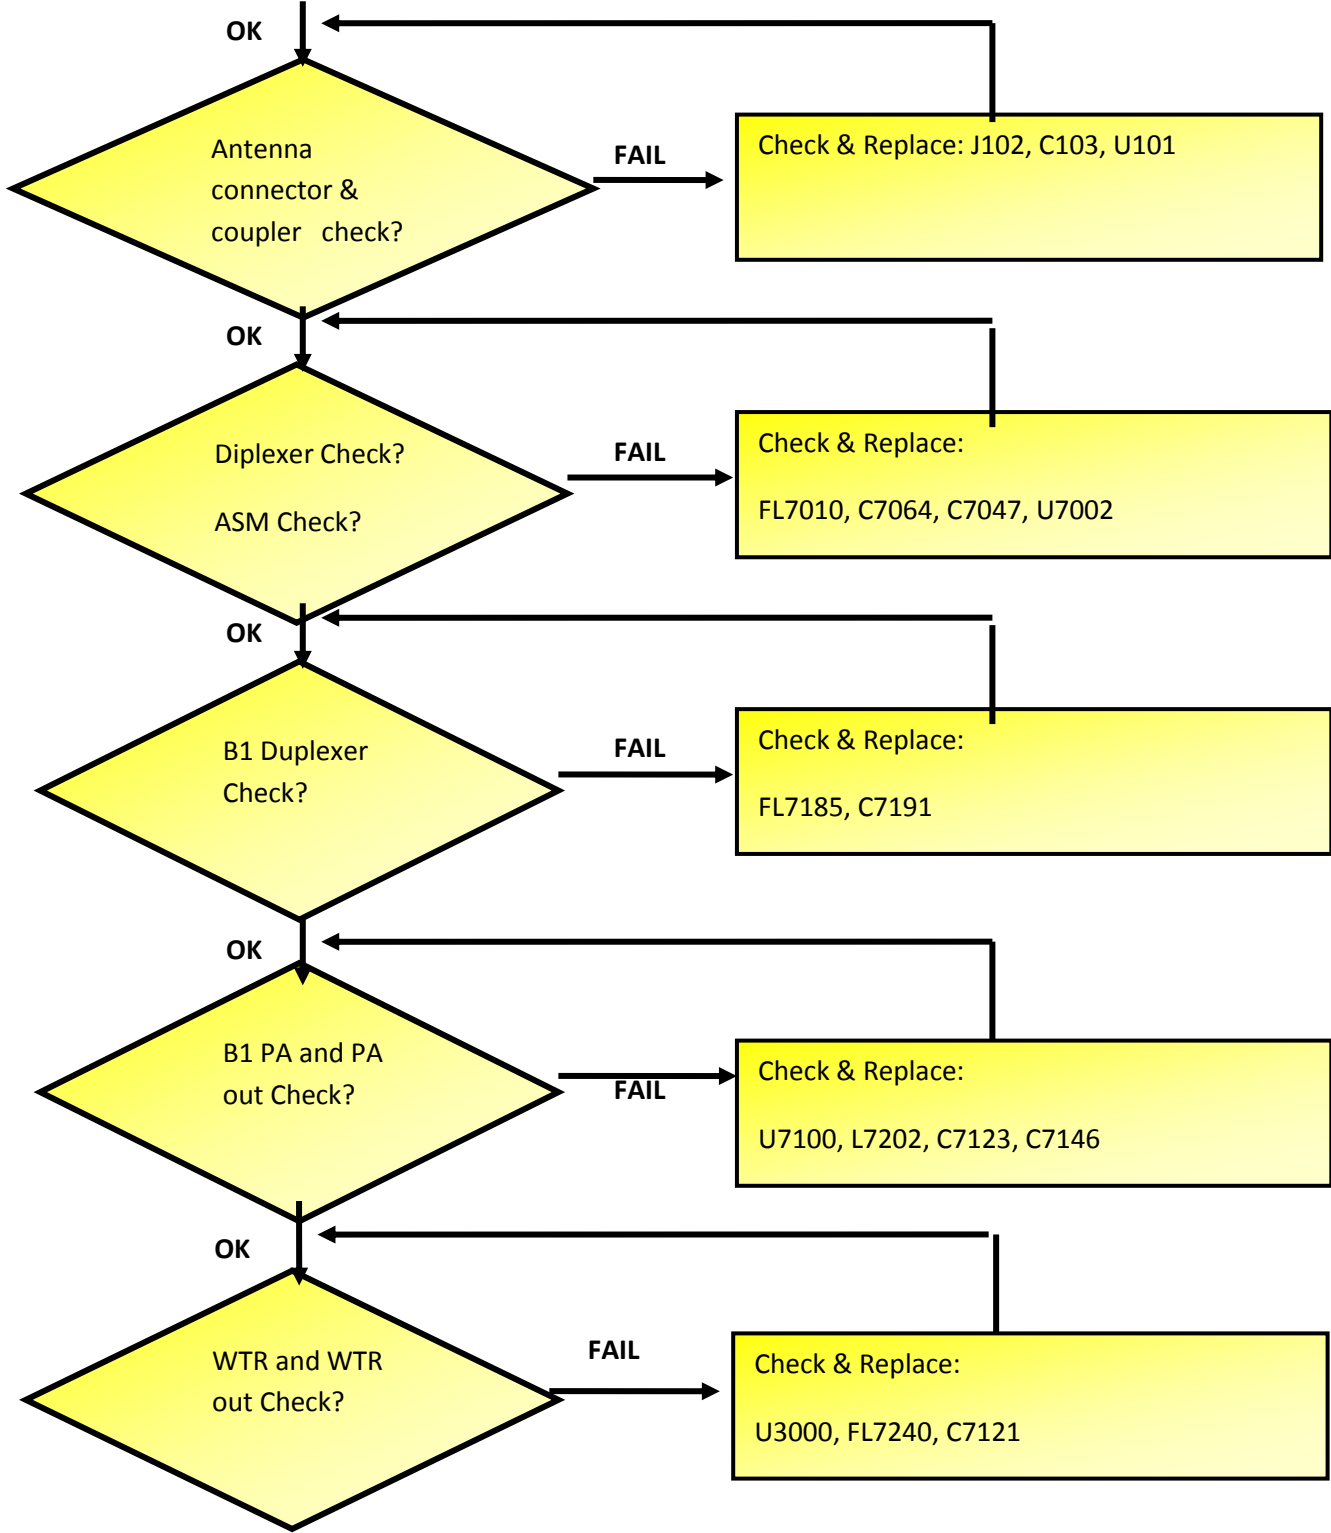 OK
Antenna
connector &
coupler check?
FAIL
Check & Replace: J102, C103, U101
OK
Diplexer Check?
ASM Check?
FAIL
Check & Replace:
FL7010, C7064, C7047, U7002
OK
B1 Duplexer
Check?
FAIL
Check & Replace:
FL7185, C7191
OK
B1 PA and PA
out Check?
FAIL
Check & Replace:
U7100, L7202, C7123, C7146
OK
WTR and WTR
out Check?
FAIL
Check & Replace:
U3000, FL7240, C7121